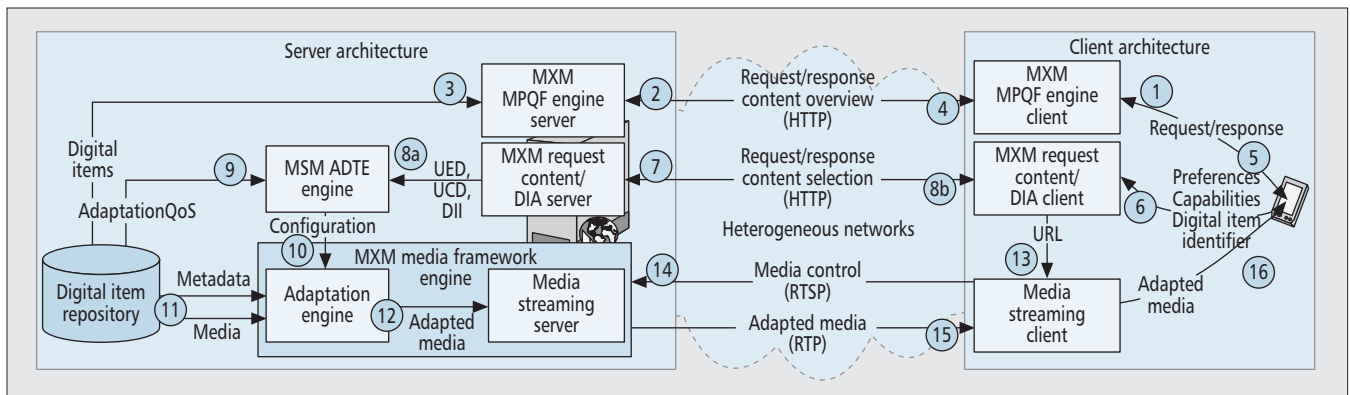 Server architecture
Client architecture
3
MXM
MPQF engine
server
2
Request/response
content overview
(HTTP)
4
MXM
MPQF engine
client
1
Request/response
5
Digital
items
9
MSM ADTE
engine
8a
UED,
UCD,
DII
MXM request
content/
DIA server
7
Request/response
content selection
(HTTP)
8b
MXM request
content/
DIA client
6
Preferences
Capabilities
Digital item
identifier
AdaptationQoS
Configuration
10
Heterogeneous networks
URL
13
16
MXM media framework
engine
Digital item
repository
11
Metadata
Media
Adaptation
engine
12
Adapted
media
Media
streaming
server
14
Media control
(RTSP)
Adapted media
(RTP)
15
Media
streaming
client
Adapted
media